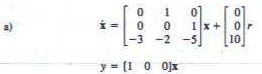 a) ẋ = [0 1 0; 0 0 1; -3 -2 -5] x + [0; 0; 10] r
y = [1 0 0]x